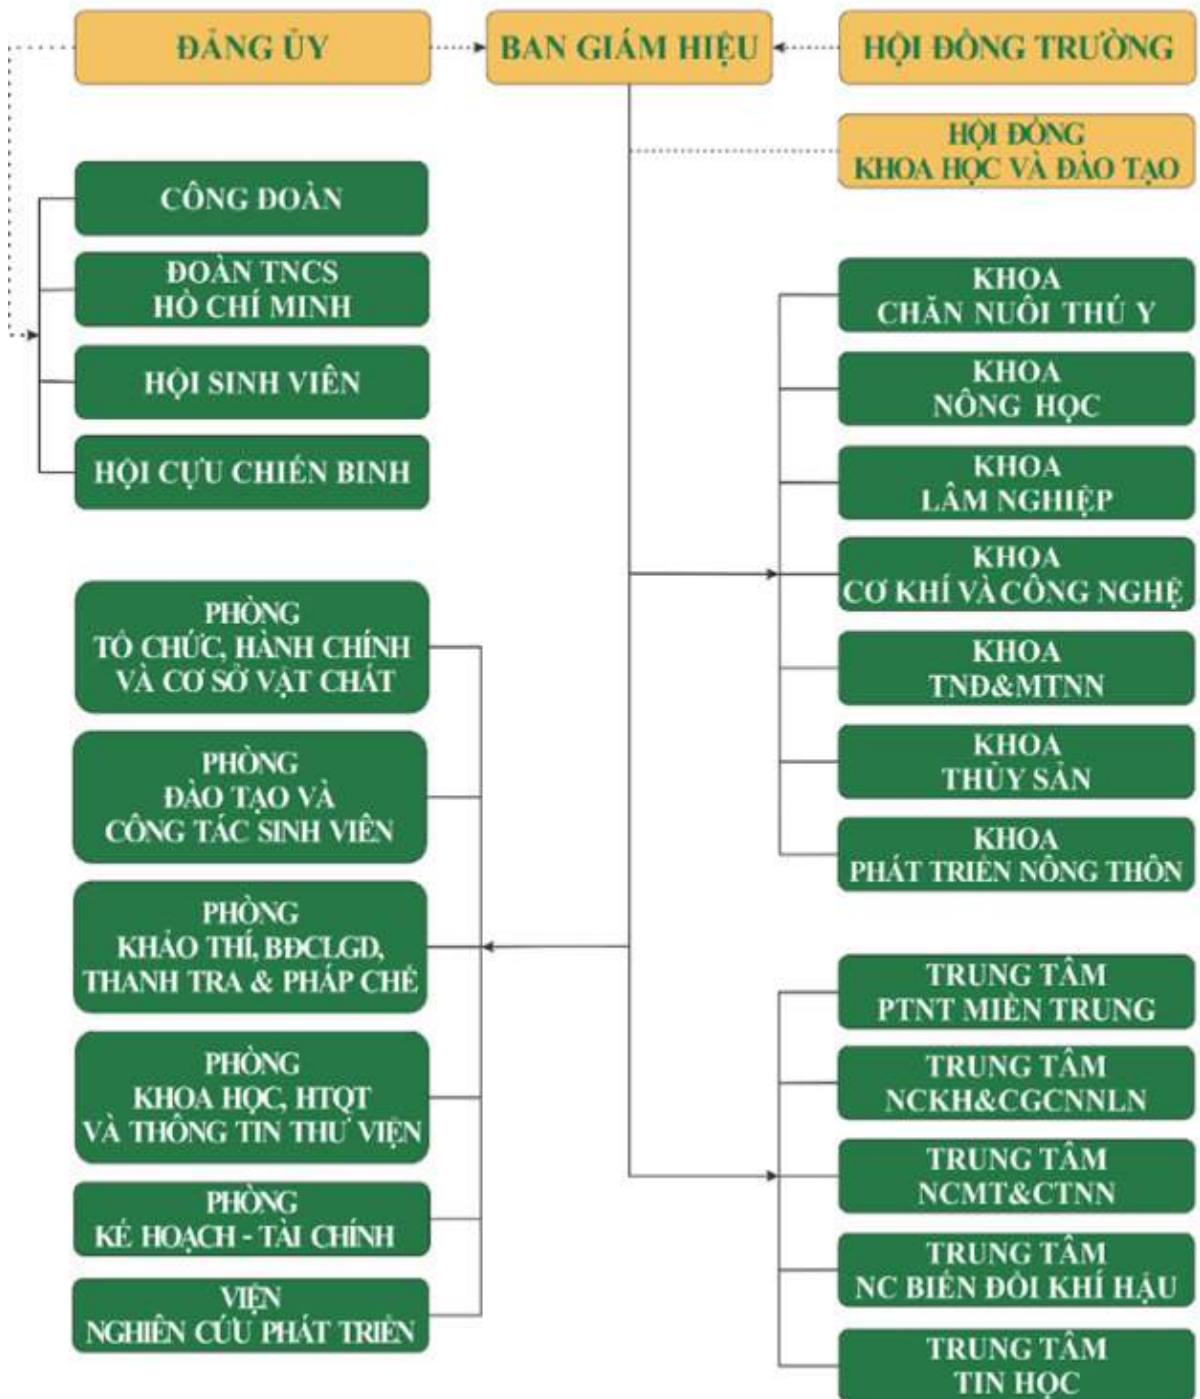 ĐẢNG ỦY
BAN GIÁM HIỆU
HỘI ĐỒNG TRƯỜNG
HỘI ĐỒNG
KHOA HỌC VÀ ĐÀO TẠO
CÔNG ĐOÀN
ĐOÀN TNCS
HỒ CHÍ MINH
HỘI SINH VIÊN
HỘI CỰU CHIẾN BINH
PHÒNG
TỔ CHỨC, HÀNH CHÍNH
VÀ CƠ SỞ VẬT CHẤT
PHÒNG
ĐÀO TẠO VÀ
CÔNG TÁC SINH VIÊN
PHÒNG
KHẢO THÍ, BĐCLGD,
THANH TRA & PHÁP CHẾ
PHÒNG
KHOA HỌC, HTQT
VÀ THÔNG TIN THƯ VIỆN
PHÒNG
KẾ HOẠCH - TÀI CHÍNH
VIỆN
NGHIÊN CỨU PHÁT TRIỂN
KHOA
CHĂN NUÔI THÚ Y
KHOA
NÔNG HỌC
KHOA
LÂM NGHIỆP
KHOA
CƠ KHÍ VÀ CÔNG NGHỆ
KHOA
TNĐ&MTNN
KHOA
THỦY SẢN
KHOA
PHÁT TRIỂN NÔNG THÔN
TRUNG TÂM
PTNT MIỀN TRUNG
TRUNG TÂM
NCKH&CGCNNLN
TRUNG TÂM
NCMT&CTNN
TRUNG TÂM
NC BIẾN ĐỔI KHÍ HẬU
TRUNG TÂM
TIN HỌC